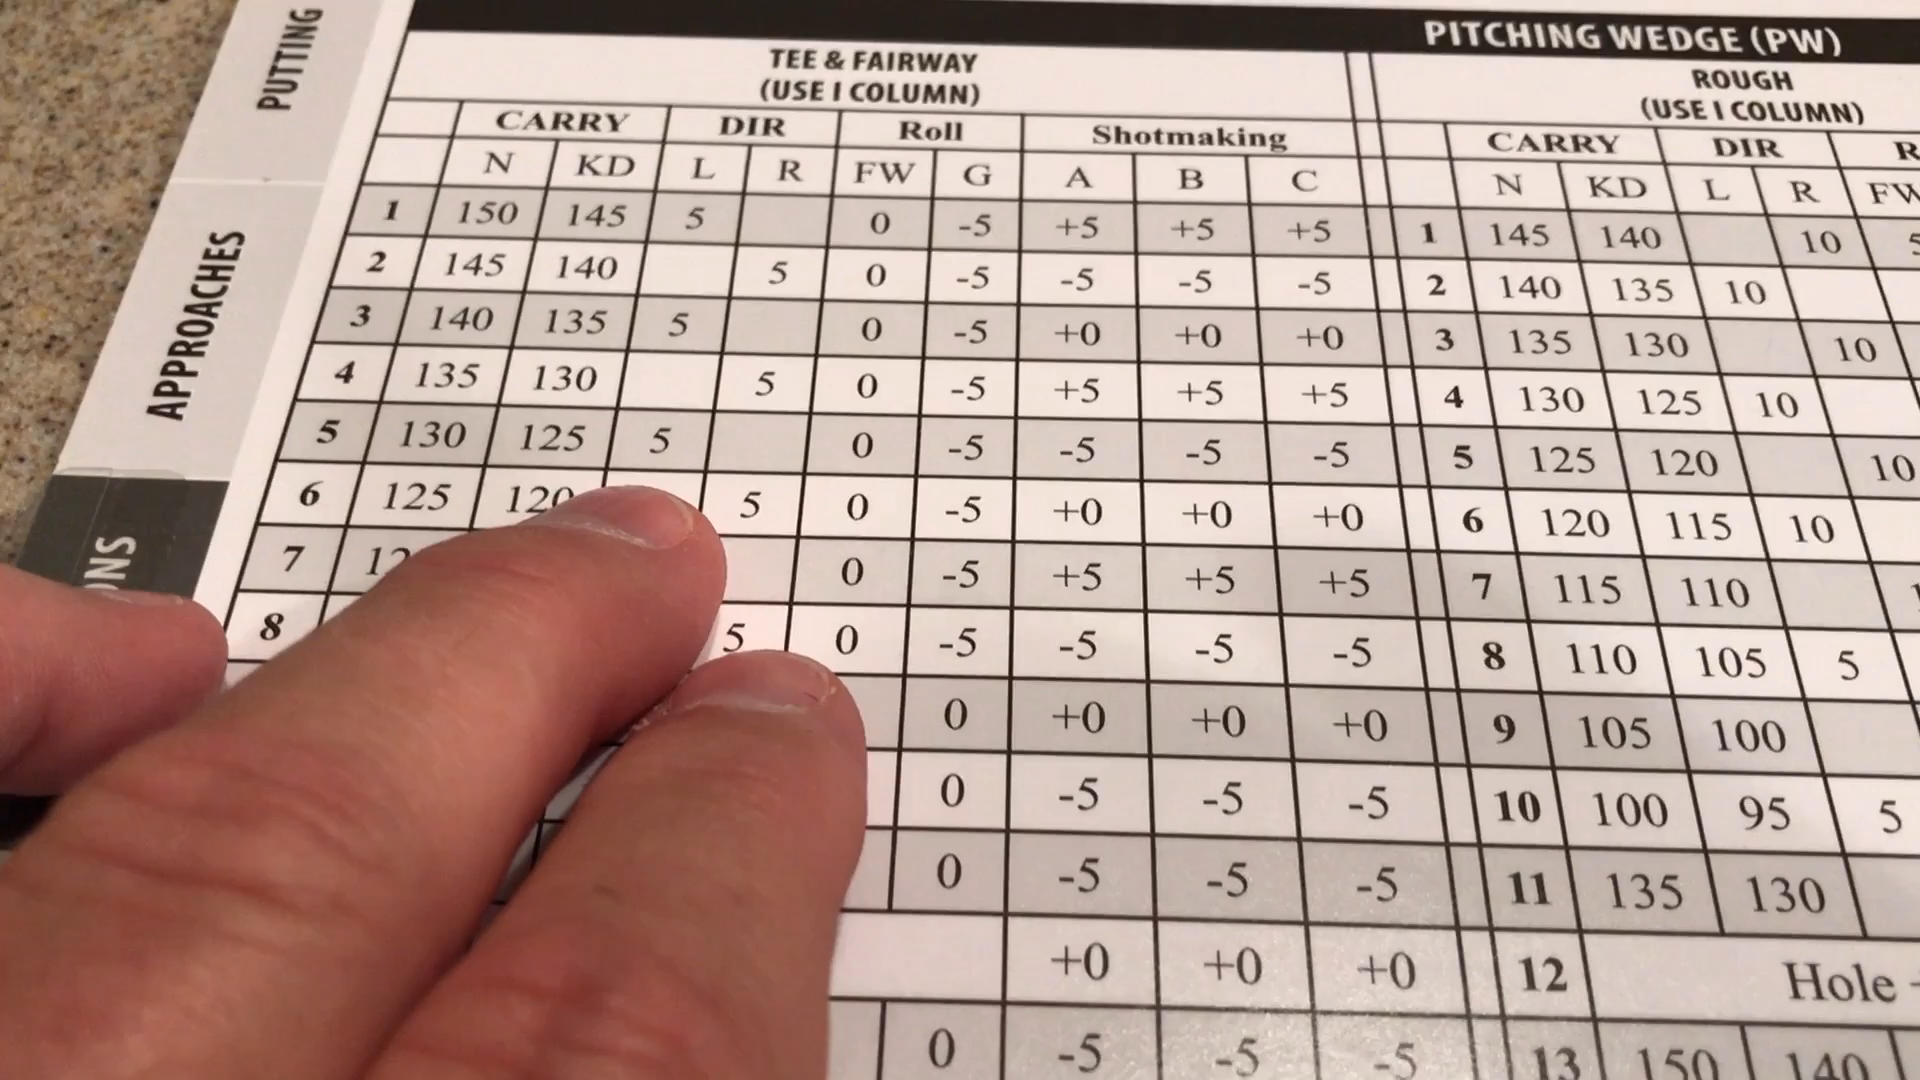 PUTTING
APPROACHES
ONS
PITCHING WEDGE (PW)
TEE & FAIRWAY
(USE I COLUMN)
CARRY DIR Roll Shotmaking
N KD L R FW G A B C
1 150 145 5 0 -5 +5 +5 +5
2 145 140 5 0 -5 -5 -5 -5
3 140 135 5 0 -5 +0 +0 +0
4 135 130 5 0 -5 +5 +5 +5
5 130 125 5 0 -5 -5 -5 -5
6 125 120 5 0 -5 +0 +0 +0
7 0 -5 +5 +5 +5
8 5 0 -5 -5 -5 -5
0 +0 +0 +0
0 -5 -5 -5
0 -5 -5 -5
+0 +0 +0
0 -5 -5 -5
ROUGH
(USE I COLUMN)
CARRY DIR
N KD L R FW
1 145 140 10 5
2 140 135 10
3 135 130 10
4 130 125 10
5 125 120 10
6 120 115 10
7 115 110
8 110 105 5
9 105 100
10 100 95 5
11 135 130
12 Hole -
13 150 140